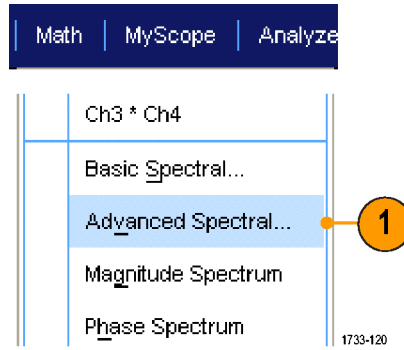 Math | MyScope | Analyze
Ch3 * Ch4
Basic Spectral...
Advanced Spectral...
1
Magnitude Spectrum
Phase Spectrum
1733-120